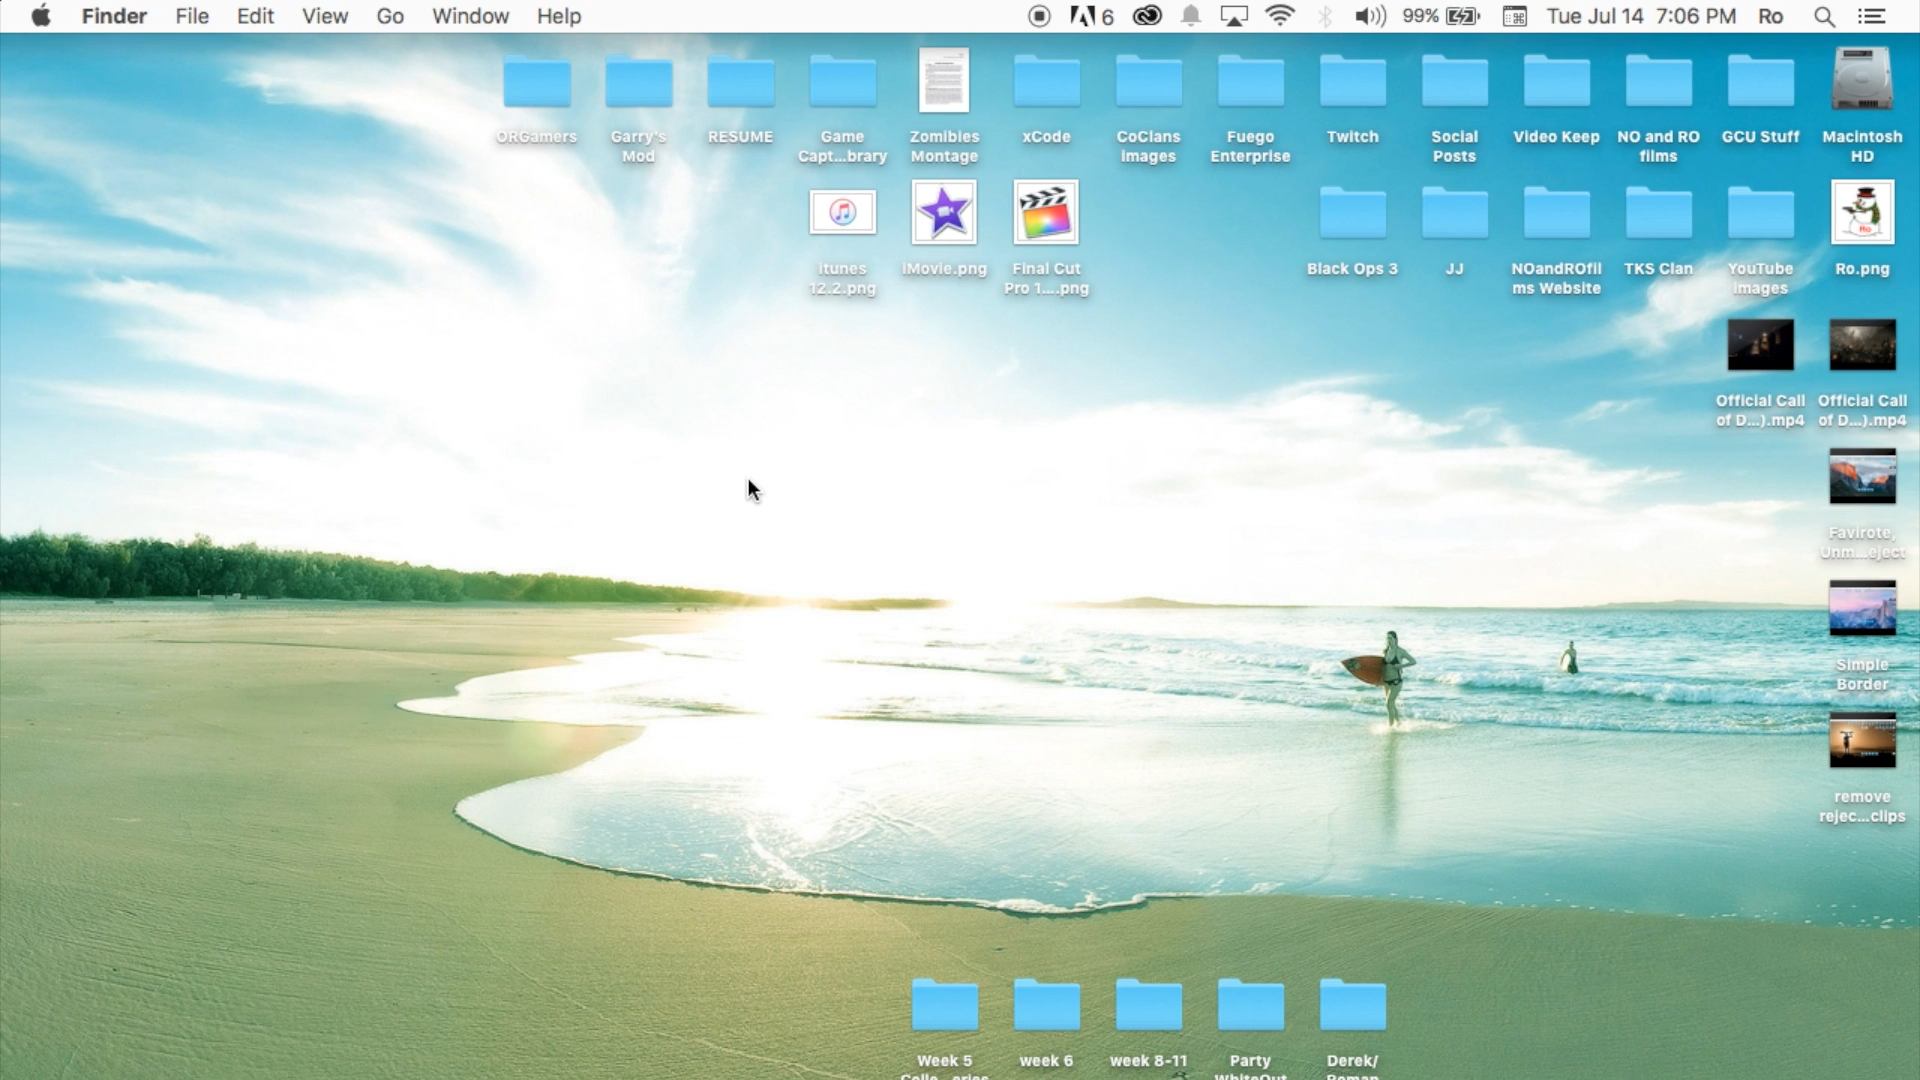 Finder File Edit View Go Window Help 6 99% Tue Jul 14 7:06 PM Ro
ORGamers
Garry's
Mod
RESUME
Game
Capt...brary
Zomibies
Montage
xCode
CoClans
images
Fuego
Enterprise
Twitch
Social
Posts
Video Keep
NO and RO
films
GCU Stuff
Macintosh
HD
itunes
12.2.png
iMovie.png
Final Cut
Pro 1....png
Black Ops 3
JJ
NOandROfil
ms Website
TKS Clan
YouTube
images
Ro
Ro.png
Official Call
of D...).mp4
Official Call
of D...).mp4
Favirote,
Unm...eject
Simple
Border
remove
rejec...clips
Week 5
Colle...eries
week 6
week 8-11
Party
WhiteOut
Derek/
Roman